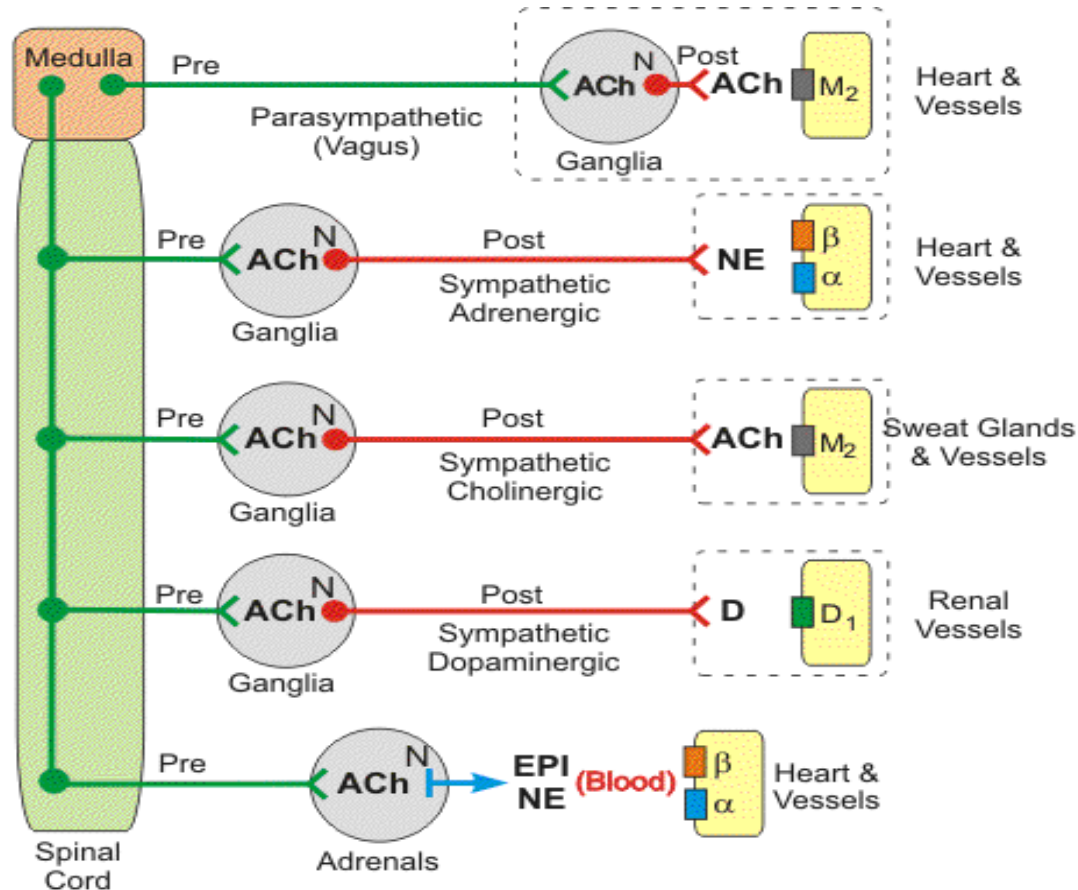 Medulla
Pre
Parasympathetic
(Vagus)
ACh
N
Ganglia
Post
ACh
M2
Heart &
Vessels
Pre
ACh
N
Ganglia
Post
Sympathetic
Adrenergic
NE
β
α
Heart &
Vessels
Pre
ACh
N
Ganglia
Post
Sympathetic
Cholinergic
ACh
M2
Sweat Glands
& Vessels
Pre
ACh
N
Ganglia
Post
Sympathetic
Dopaminergic
D
D1
Renal
Vessels
Pre
ACh
N
Adrenals
EPI
NE
(Blood)
β
α
Heart &
Vessels
Spinal
Cord